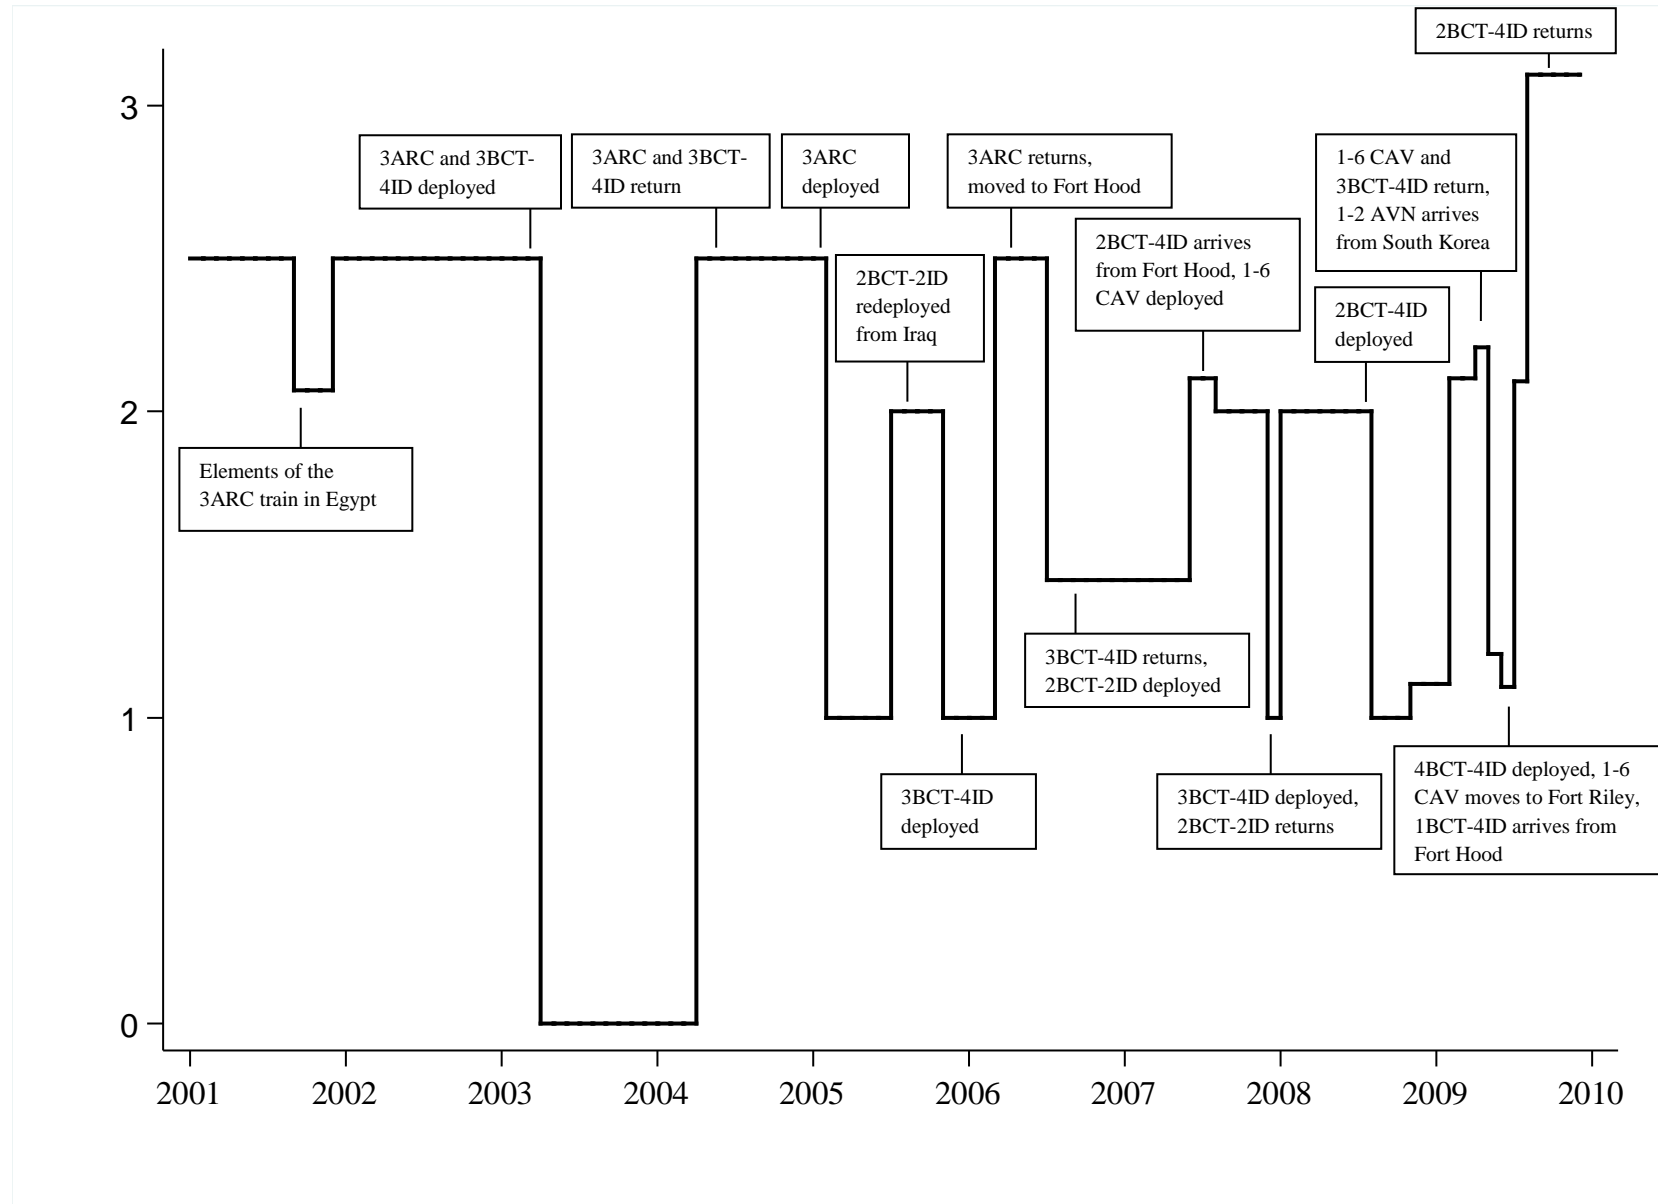 2BCT-4ID returns
3
3ARC and 3BCT-
4ID deployed
3ARC and 3BCT-
4ID return
3ARC
deployed
3ARC returns,
moved to Fort Hood
1-6 CAV and
3BCT-4ID return,
1-2 AVN arrives
from South Korea
2BCT-4ID arrives
from Fort Hood, 1-6
CAV deployed
2BCT-2ID
redeployed
from Iraq
2BCT-4ID
deployed
2
Elements of the
3ARC train in Egypt
3BCT-4ID returns,
2BCT-2ID deployed
1
3BCT-4ID
deployed
3BCT-4ID deployed,
2BCT-2ID returns
4BCT-4ID deployed, 1-6
CAV moves to Fort Riley,
1BCT-4ID arrives from
Fort Hood
0
2001 2002 2003 2004 2005 2006 2007 2008 2009 2010